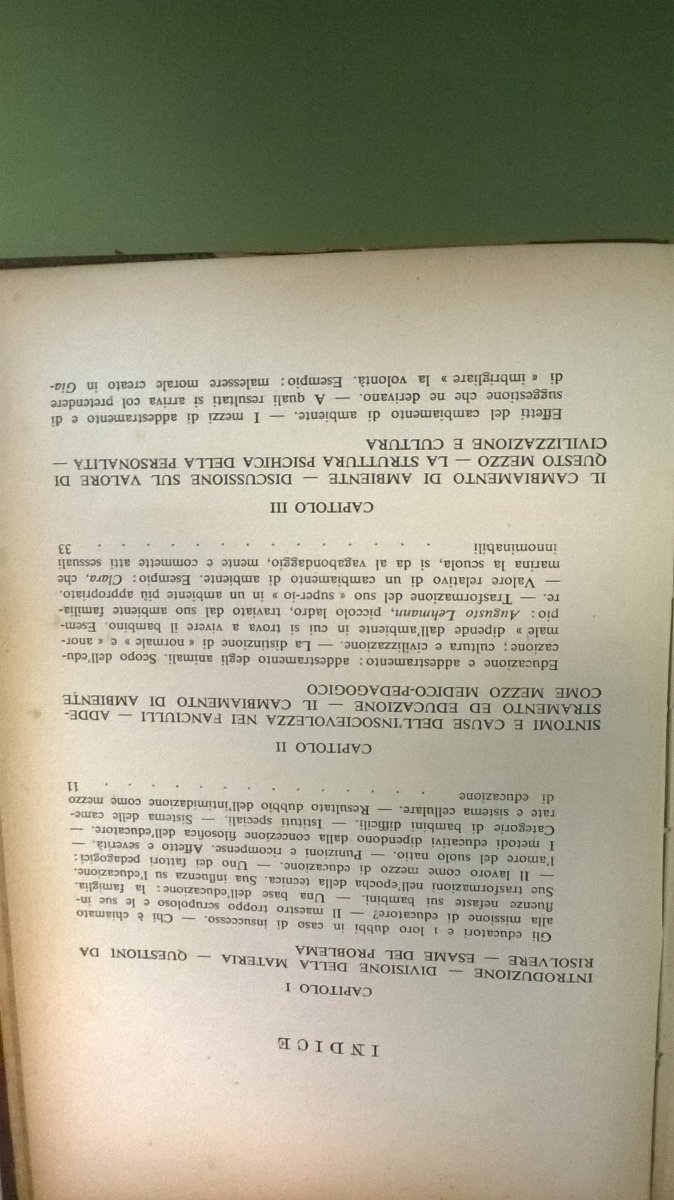 INDICE
CAPITOLO I
INTRODUZIONE — DIVISIONE DELLA MATERIA — QUESTIONI DA
RISOLVERE — ESAME DEL PROBLEMA
Gli educatori e i loro dubbi in caso di insuccesso. — Chi è chiamato
alla missione di educatore? — Il maestro troppo scrupoloso e le sue in-
fluenze nefaste sui bambini. — Una base dell'educazione: la famiglia.
Sue trasformazioni nell'epoca della tecnica. Sua influenza su l'educazione.
— Il lavoro come mezzo di educazione. — Uno dei fattori pedagogici:
l'amore del suolo natio. — Punizioni e ricompense. Affetto e severità. —
I metodi educativi dipendono dalla concezione filosofica dell'educatore. —
Categorie di bambini difficili. — Istituti speciali. — Sistema delle came-
rate e sistema cellulare. — Resultato dubbio dell'intimidazione come mezzo
di educazione . . . . . . . . . . . . 11
CAPITOLO II
SINTOMI E CAUSE DELL'INSOCIEVOLEZZA NEI FANCIULLI — ADDE-
STRAMENTO ED EDUCAZIONE — IL CAMBIAMENTO DI AMBIENTE
COME MEZZO MEDICO-PEDAGOGICO
Educazione e addestramento: addestramento degli animali. Scopo dell'edu-
cazione; cultura e civilizzazione. — La distinzione di « normale » e « anor-
male » dipende dall'ambiente in cui si trova a vivere il bambino. Esem-
pio: Augusto Lehmann, piccolo ladro, traviato dal suo ambiente familia-
re. — Trasformazione del suo « super-io » in un ambiente più appropriato.
— Valore relativo di un cambiamento di ambiente. Esempio: Clara, che
marina la scuola, si da al vagabondaggio, mente e commette atti sessuali
innominabili . . . . . . . . . . . . 33
CAPITOLO III
IL CAMBIAMENTO DI AMBIENTE — DISCUSSIONE SUL VALORE DI
QUESTO MEZZO — LA STRUTTURA PSICHICA DELLA PERSONALITÀ —
CIVILIZZAZIONE E CULTURA
Effetti del cambiamento di ambiente. — I mezzi di addestramento e di
suggestione che ne derivano. — A quali resultati si arriva col pretendere
di « imbrigliare » la volontà. Esempio: malessere morale creato in Gia-